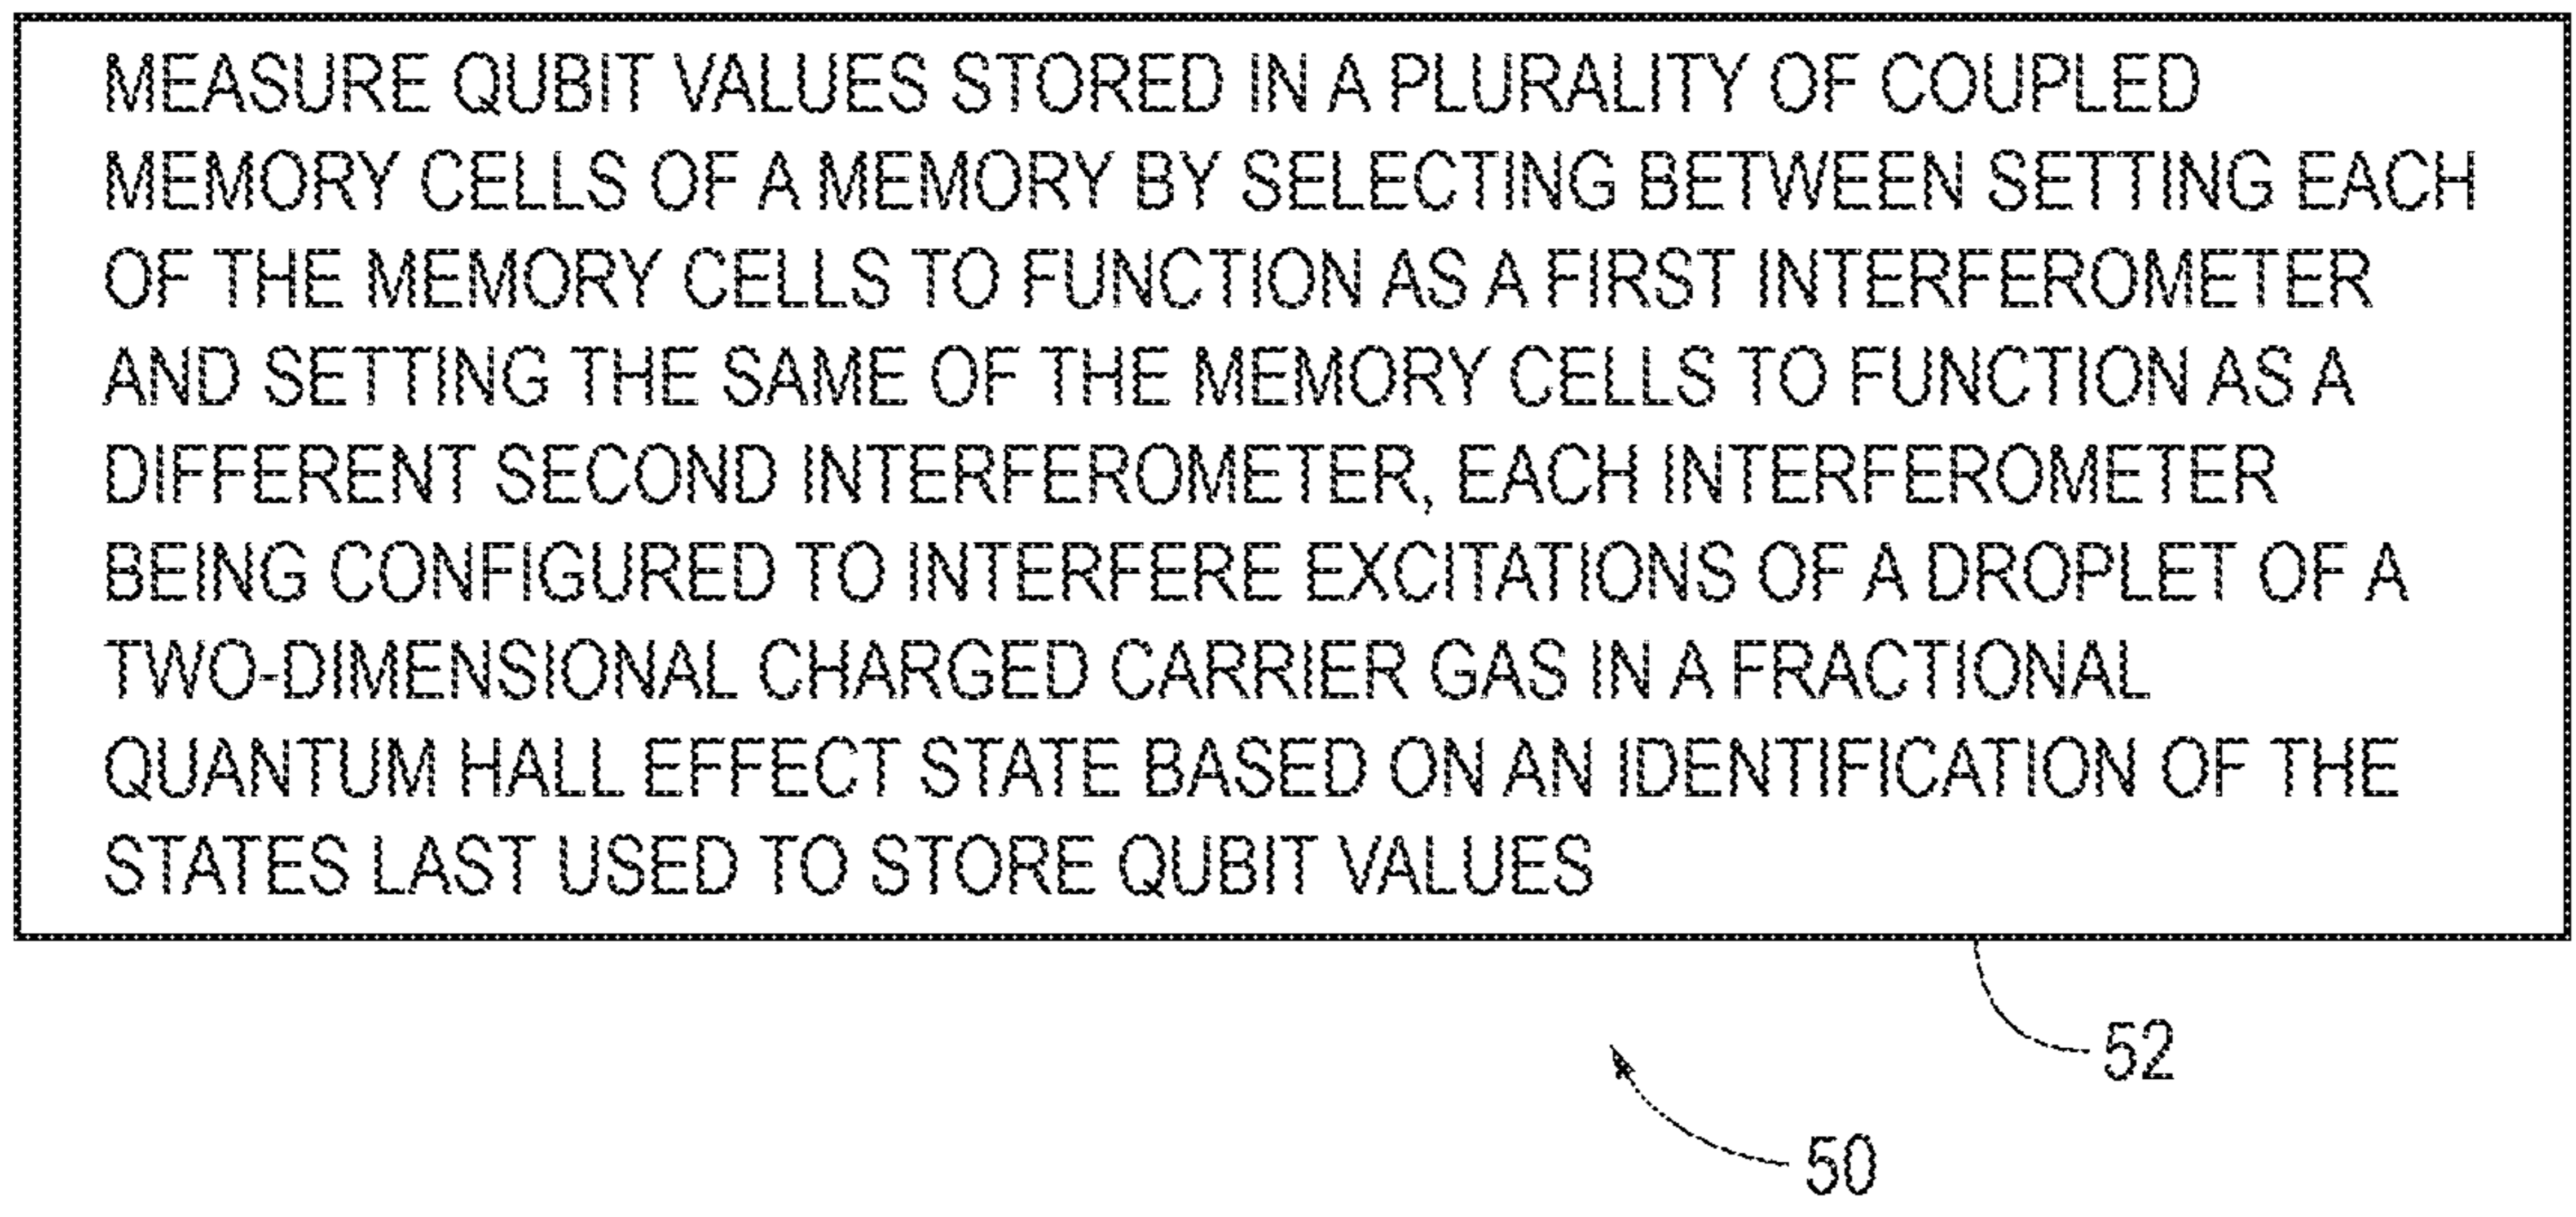 MEASURE QUBIT VALUES STORED IN A PLURALITY OF COUPLED
MEMORY CELLS OF A MEMORY BY SELECTING BETWEEN SETTING EACH
OF THE MEMORY CELLS TO FUNCTION AS A FIRST INTERFEROMETER
AND SETTING THE SAME OF THE MEMORY CELLS TO FUNCTION AS A
DIFFERENT SECOND INTERFEROMETER, EACH INTERFEROMETER
BEING CONFIGURED TO INTERFERE EXCITATIONS OF A DROPLET OF A
TWO-DIMENSIONAL CHARGED CARRIER GAS IN A FRACTIONAL
QUANTUM HALL EFFECT STATE BASED ON AN IDENTIFICATION OF THE
STATES LAST USED TO STORE QUBIT VALUES
52
50